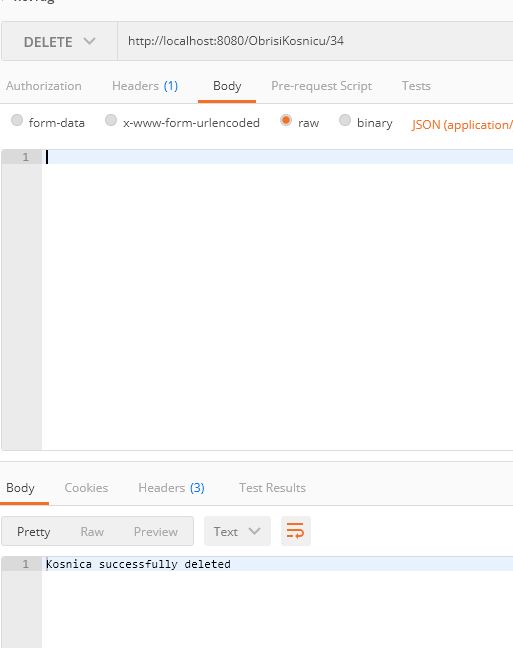 DELETE http://localhost:8080/ObrisiKosnicu/34
Authorization Headers (1) Body Pre-request Script Tests
form-data x-www-form-urlencoded raw binary JSON (application/
1
Body Cookies Headers (3) Test Results
Pretty Raw Preview Text
1 Kosnica successfully deleted